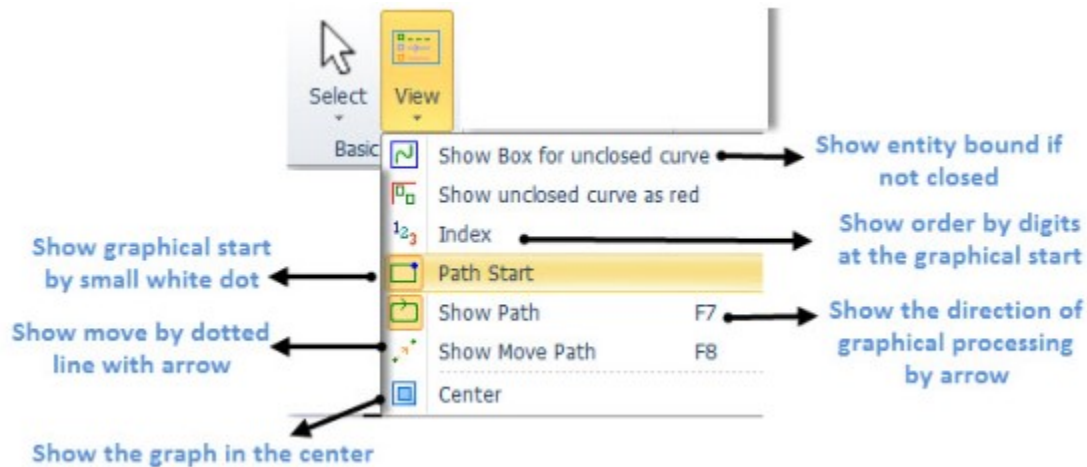 Select
View
Basic
Show Box for unclosed curve
Show unclosed curve as red
123 Index
Path Start
Show Path F7
Show Move Path F8
Center
Show entity bound if
not closed
Show order by digits
at the graphical start
Show the direction of
graphical processing
by arrow
Show graphical start
by small white dot
Show move by dotted
line with arrow
Show the graph in the center